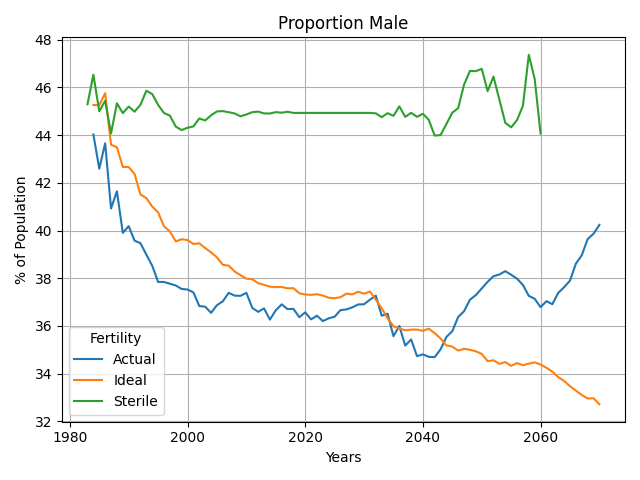 Proportion Male
% of Population
48
46
44
42
40
38
36
34
32
Fertility
Actual
Ideal
Sterile
1980
2000
2020
2040
2060
Years